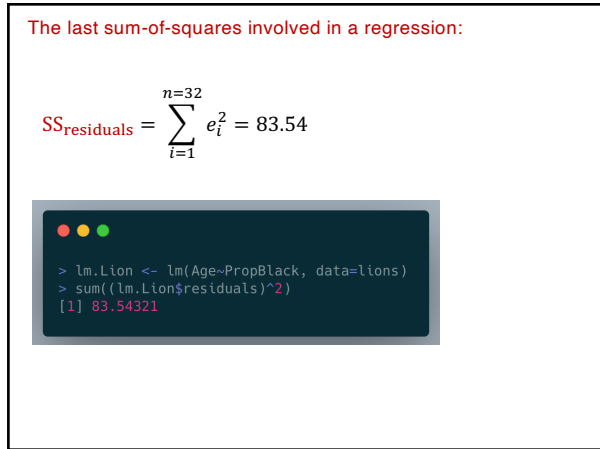 The last sum-of-squares involved in a regression:
n=32
SS_residuals = ∑ e_i^2 = 83.54
i=1
> lm.Lion <- lm(Age~PropBlack, data=lions)
> sum((lm.Lion$residuals)^2)
[1] 83.54321